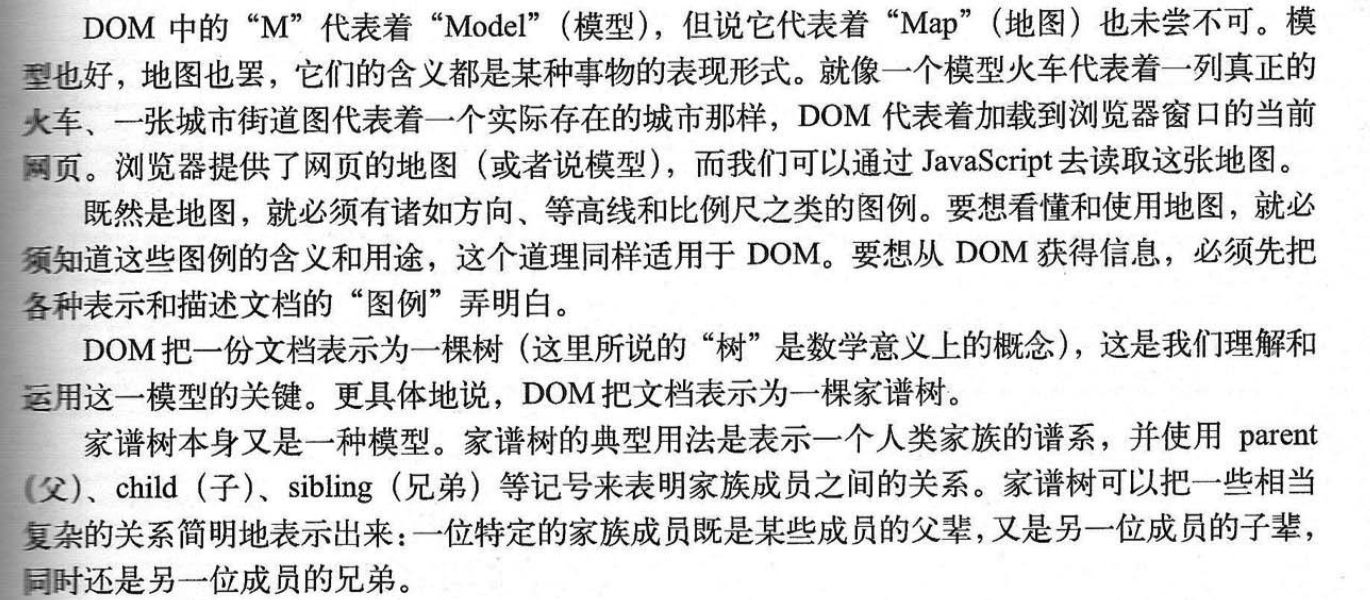 DOM 中的“M”代表着“Model”（模型），但说它代表着“Map”（地图）也未尝不可。模
型也好，地图也罢，它们的含义都是某种事物的表现形式。就像一个模型火车代表着一列真正的
火车、一张城市街道图代表着一个实际存在的城市那样，DOM 代表着加载到浏览器窗口的当前
网页。浏览器提供了网页的地图（或者说模型），而我们可以通过 JavaScript 去读取这张地图。
既然是地图，就必须有诸如方向、等高线和比例尺之类的图例。要想看懂和使用地图，就必
须知道这些图例的含义和用途，这个道理同样适用于 DOM。要想从 DOM 获得信息，必须先把
各种表示和描述文档的“图例”弄明白。
DOM 把一份文档表示为一棵树（这里所说的“树”是数学意义上的概念），这是我们理解和
运用这一模型的关键。更具体地说，DOM 把文档表示为一棵家谱树。
家谱树本身又是一种模型。家谱树的典型用法是表示一个人类家族的谱系，并使用 parent
（父）、child（子）、sibling（兄弟）等记号来表明家族成员之间的关系。家谱树可以把一些相当
复杂的关系简明地表示出来：一位特定的家族成员既是某些成员的父辈，又是另一位成员的子辈，
同时还是另一位成员的兄弟。